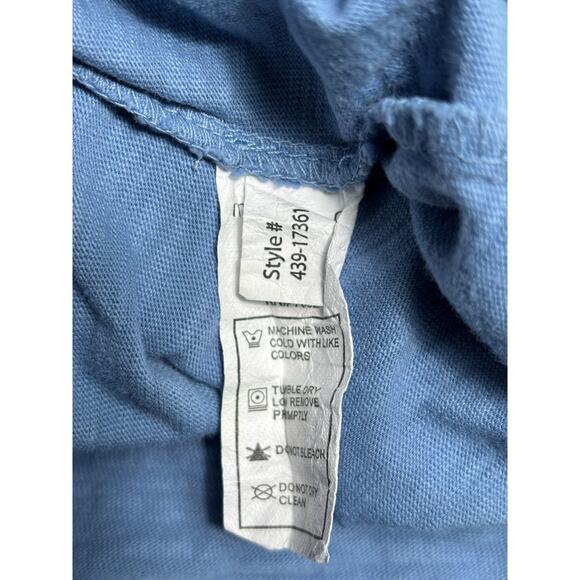 Style #
439-17361
MACHINE WASH
COLD WITH LIKE
COLORS
TUMBLE DRY
LOW REMOVE
PROMPTLY
DO NOT BLEACH
DO NOT DRY
CLEAN